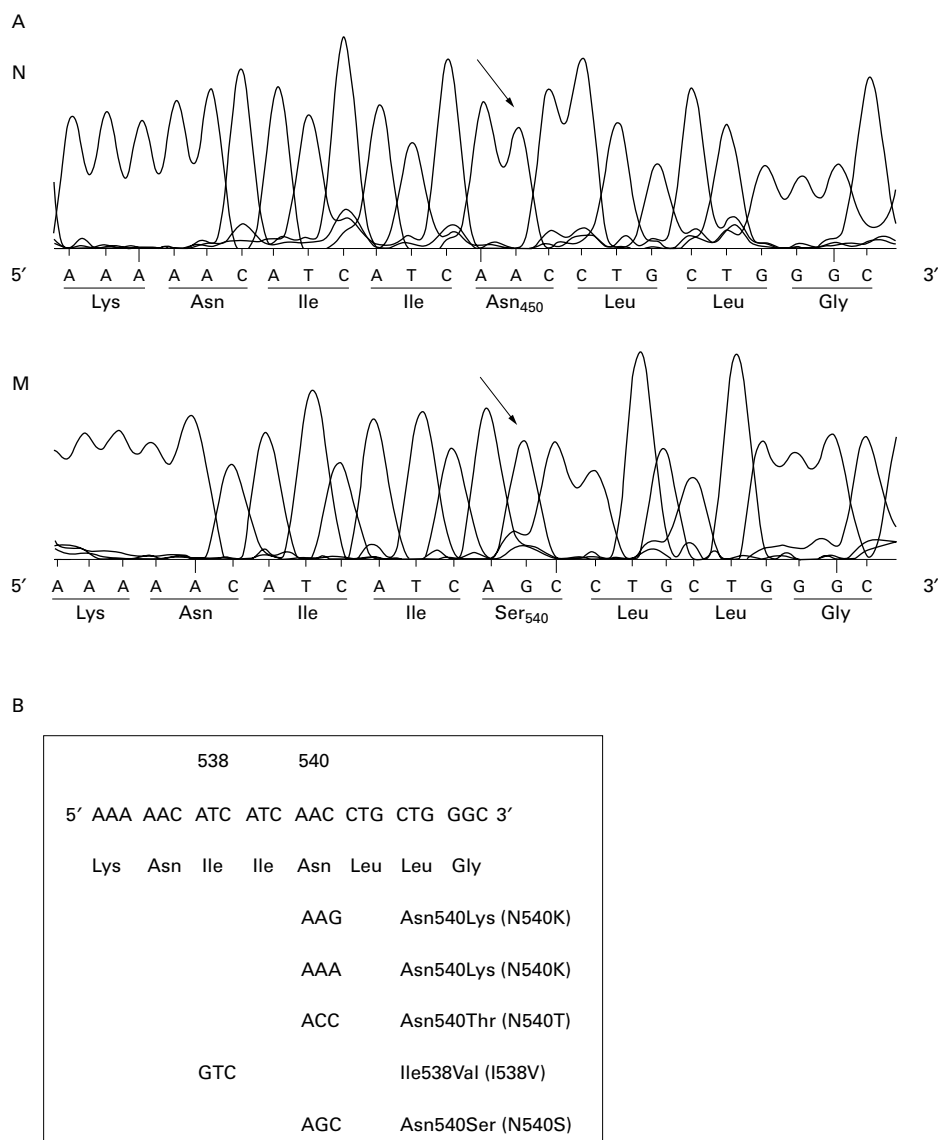 A
N
5′ A A A A A C A T C A T C A A C C T G C T G G G C 3′
Lys Asn Ile Ile Asn450 Leu Leu Gly
M
5′ A A A A A C A T C A T C A G C C T G C T G G G C 3′
Lys Asn Ile Ile Ser540 Leu Leu Gly
B
538 540
5′ AAA AAC ATC ATC AAC CTG CTG GGC 3′
Lys Asn Ile Ile Asn Leu Leu Gly
AAG Asn540Lys (N540K)
AAA Asn540Lys (N540K)
ACC Asn540Thr (N540T)
GTC Ile538Val (I538V)
AGC Asn540Ser (N540S)